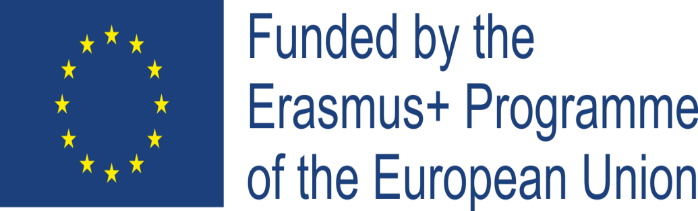 Funded by the
Erasmus+ Programme
of the European Union